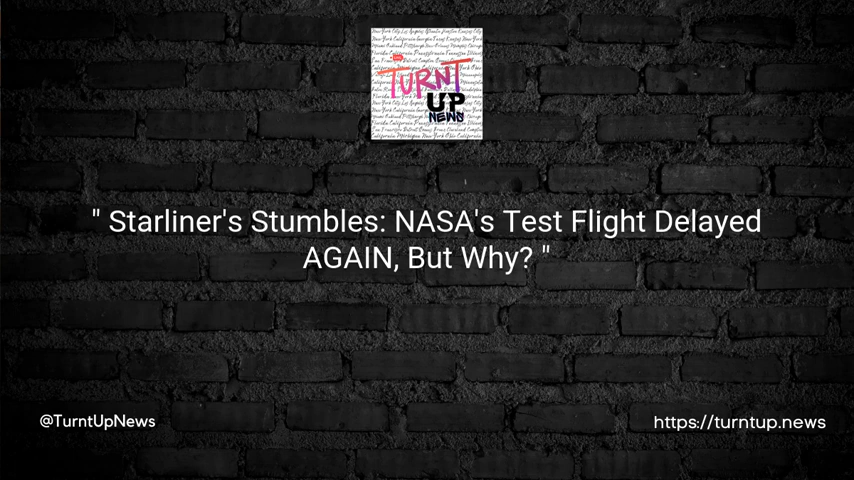 TURNT
UP
NEWS
" Starliner's Stumbles: NASA's Test Flight Delayed
AGAIN, But Why? "
@TurntUpNews
https://turntup.news